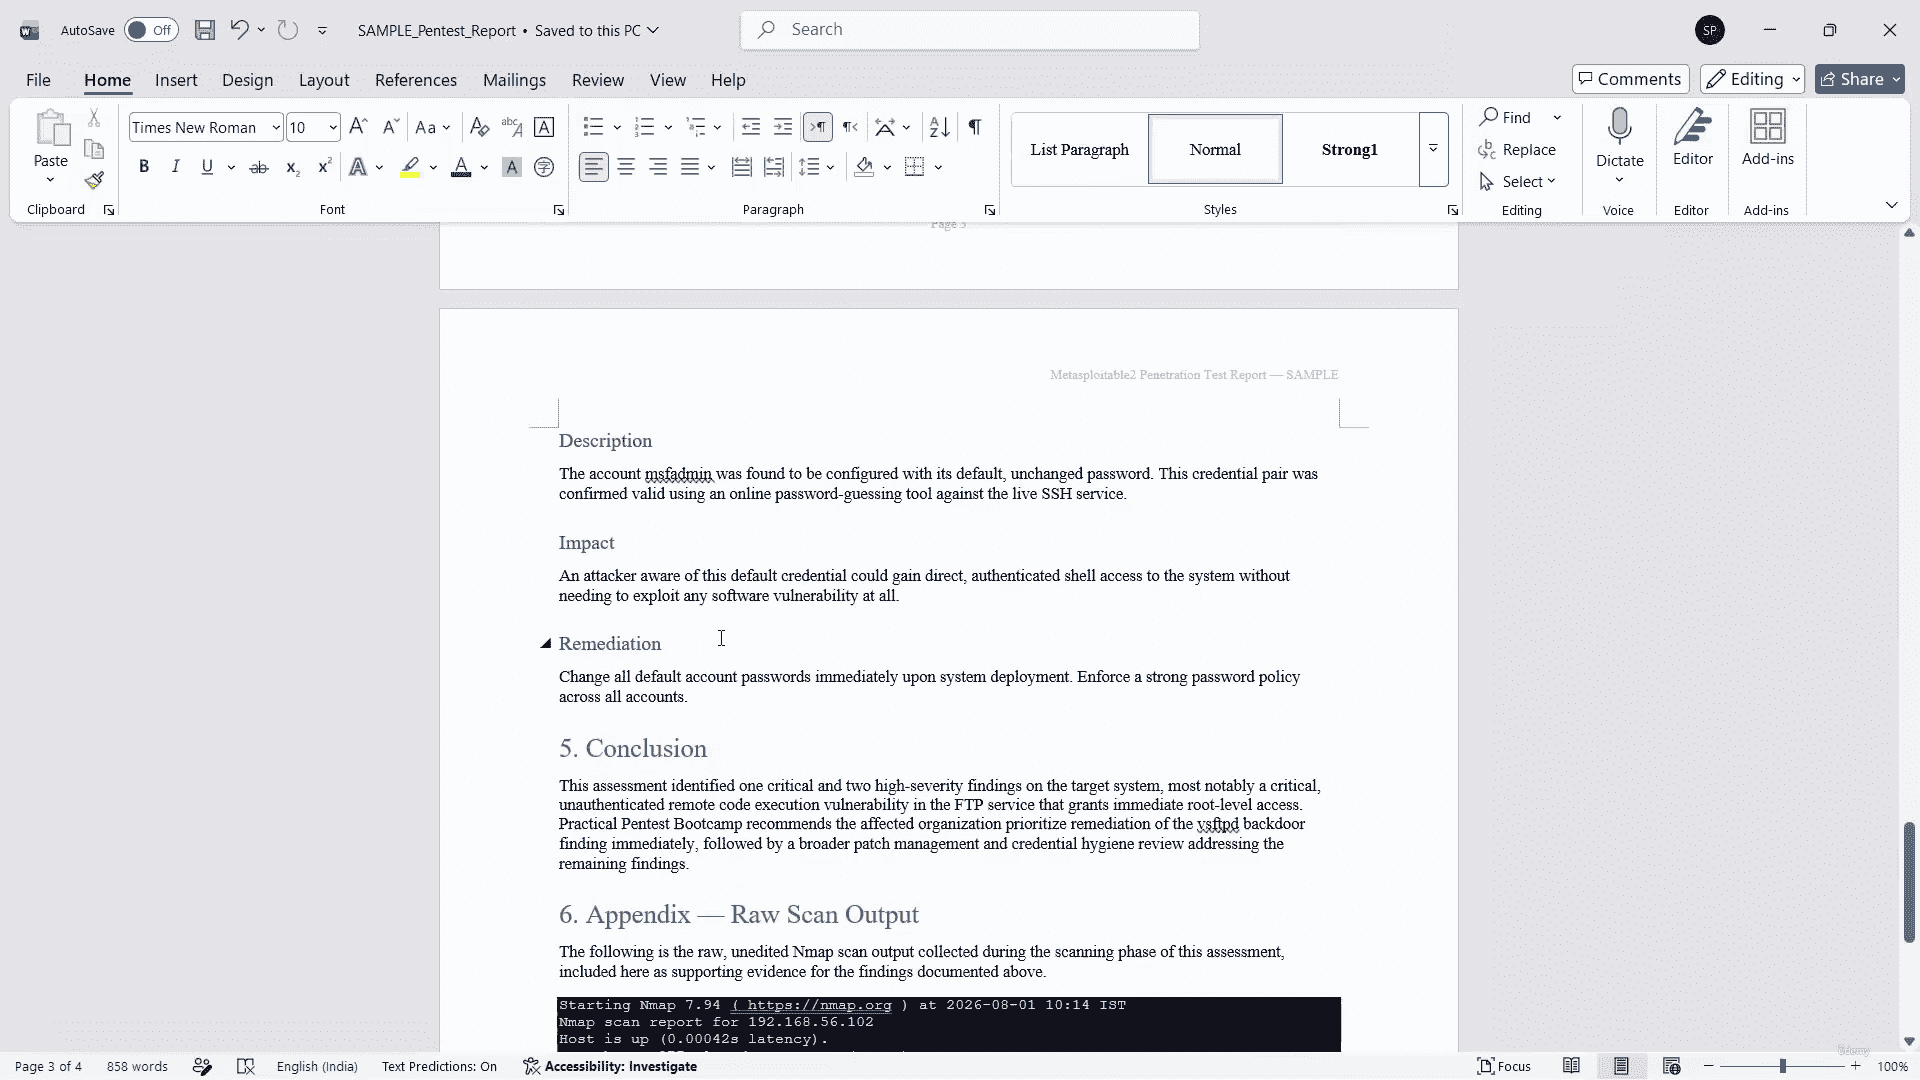 AutoSave Off SAMPLE_Pentest_Report • Saved to this PC Search SP
File Home Insert Design Layout References Mailings Review View Help Comments Editing Share
Paste Times New Roman 10 Aa List Paragraph Normal Strong1 Find Replace Select Dictate Editor Add-ins
Clipboard Font Paragraph Styles Editing Voice Editor Add-ins
Page 3
Metasploitable2 Penetration Test Report — SAMPLE
Description
The account msfadmin was found to be configured with its default, unchanged password. This credential pair was
confirmed valid using an online password-guessing tool against the live SSH service.
Impact
An attacker aware of this default credential could gain direct, authenticated shell access to the system without
needing to exploit any software vulnerability at all.
Remediation
Change all default account passwords immediately upon system deployment. Enforce a strong password policy
across all accounts.
5. Conclusion
This assessment identified one critical and two high-severity findings on the target system, most notably a critical,
unauthenticated remote code execution vulnerability in the FTP service that grants immediate root-level access.
Practical Pentest Bootcamp recommends the affected organization prioritize remediation of the vsftpd backdoor
finding immediately, followed by a broader patch management and credential hygiene review addressing the
remaining findings.
6. Appendix — Raw Scan Output
The following is the raw, unedited Nmap scan output collected during the scanning phase of this assessment,
included here as supporting evidence for the findings documented above.
Starting Nmap 7.94 ( https://nmap.org ) at 2026-08-01 10:14 IST
Nmap scan report for 192.168.56.102
Host is up (0.00042s latency).
Udemy
Page 3 of 4 858 words English (India) Text Predictions: On Accessibility: Investigate Focus 100%